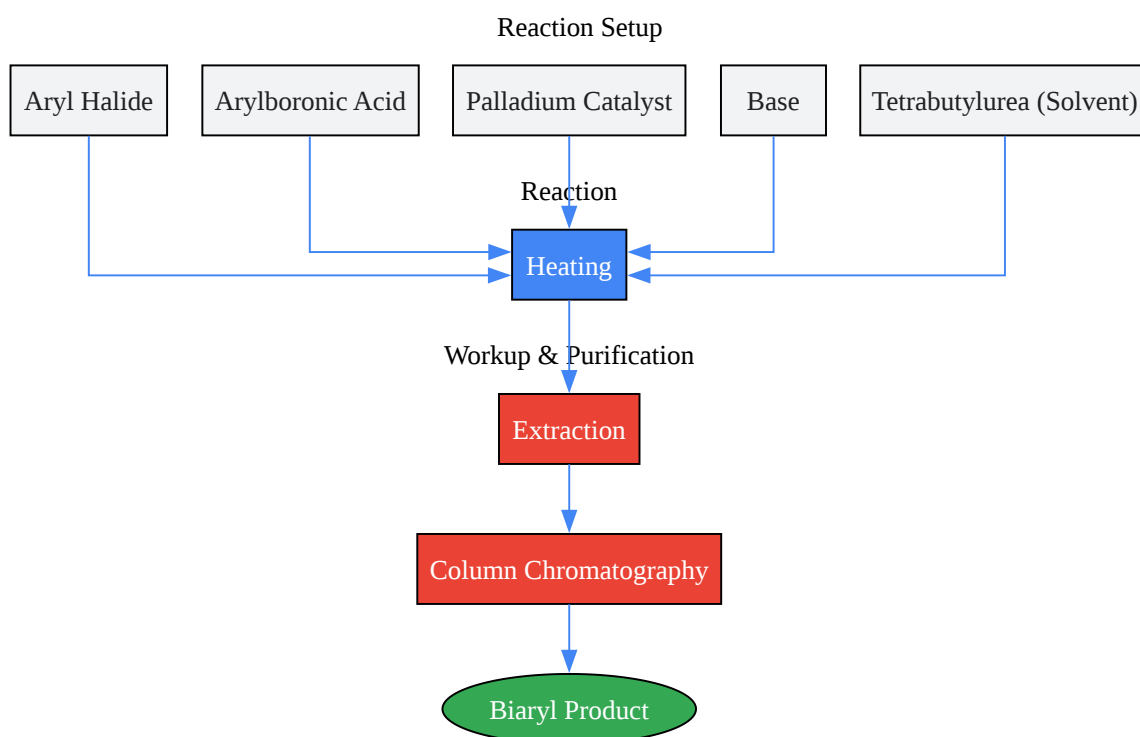 Reaction Setup
Aryl Halide
Arylboronic Acid
Palladium Catalyst
Base
Tetrabutylurea (Solvent)
Reaction
Heating
Workup & Purification
Extraction
Column Chromatography
Biaryl Product